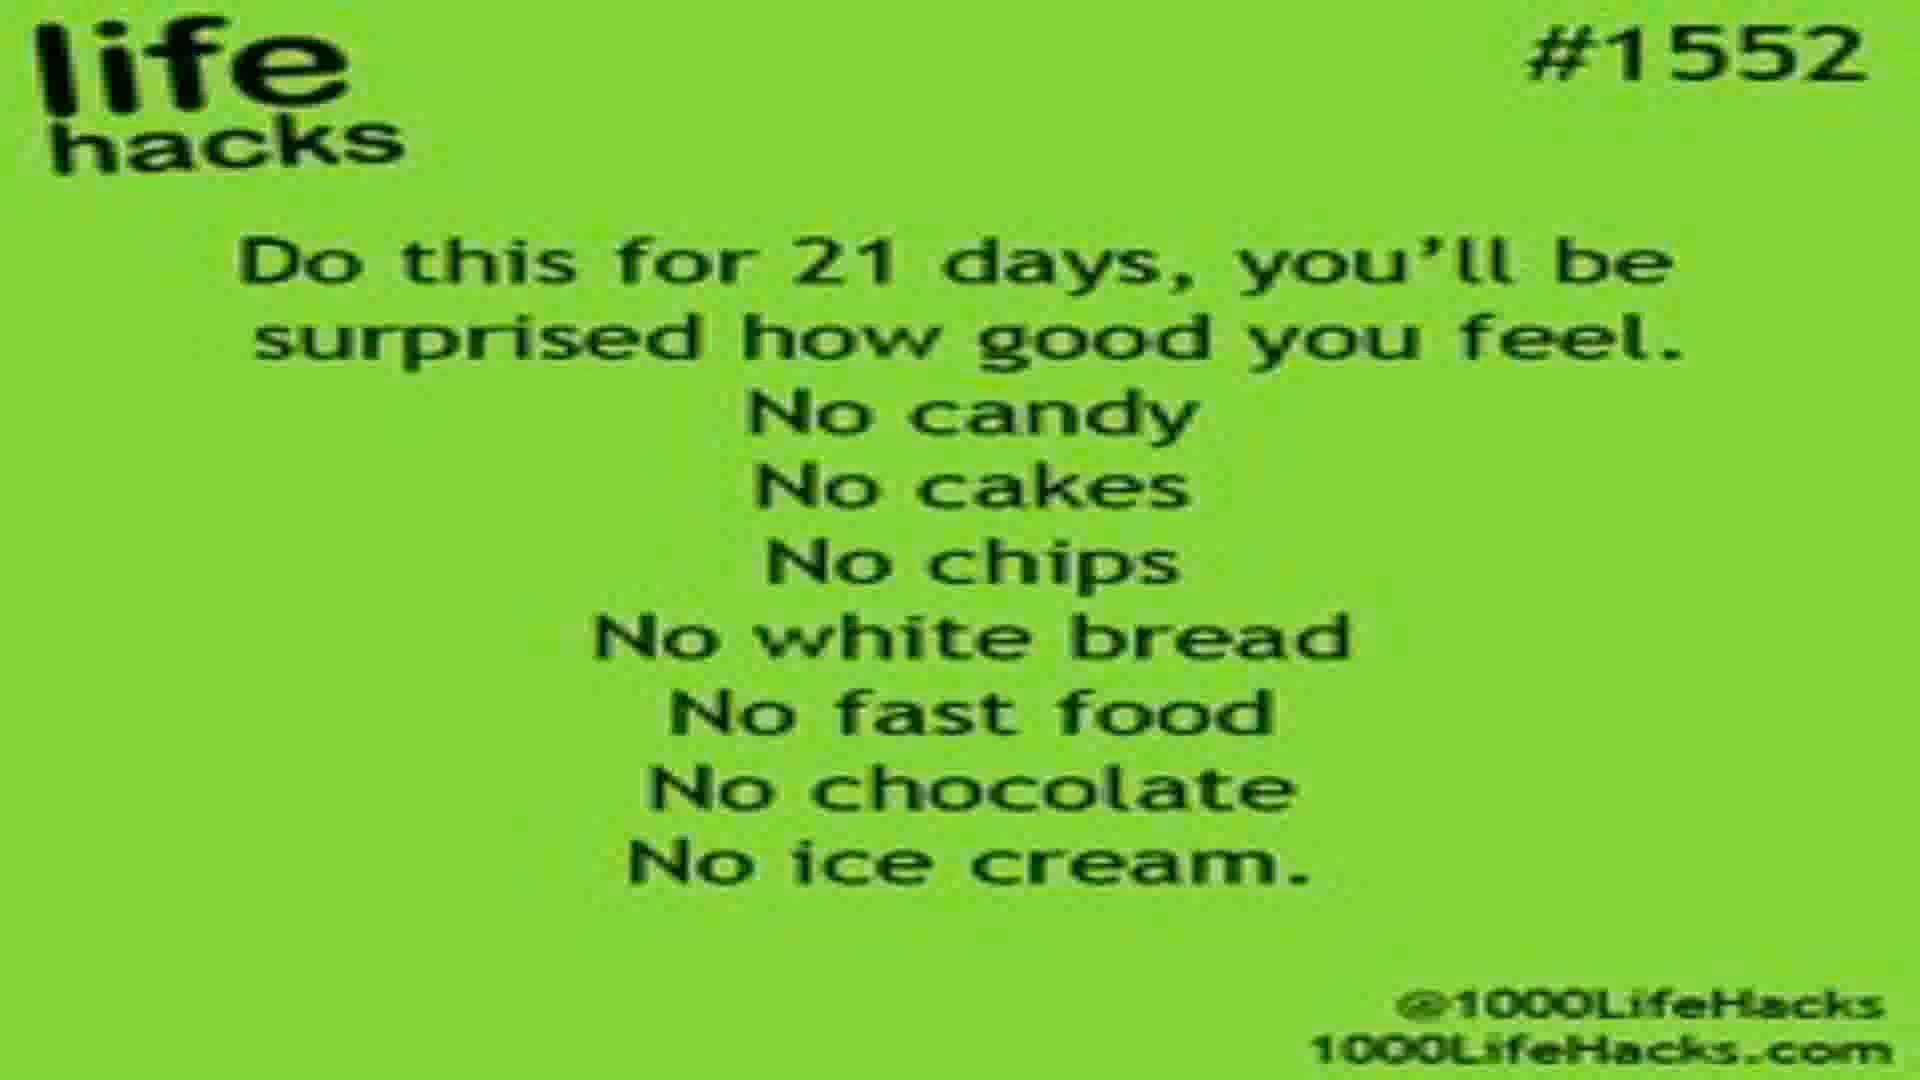 life
hacks
#1552
Do this for 21 days, you'll be
surprised how good you feel.
No candy
No cakes
No chips
No white bread
No fast food
No chocolate
No ice cream.
@1000LifeHacks
1000LifeHacks.com